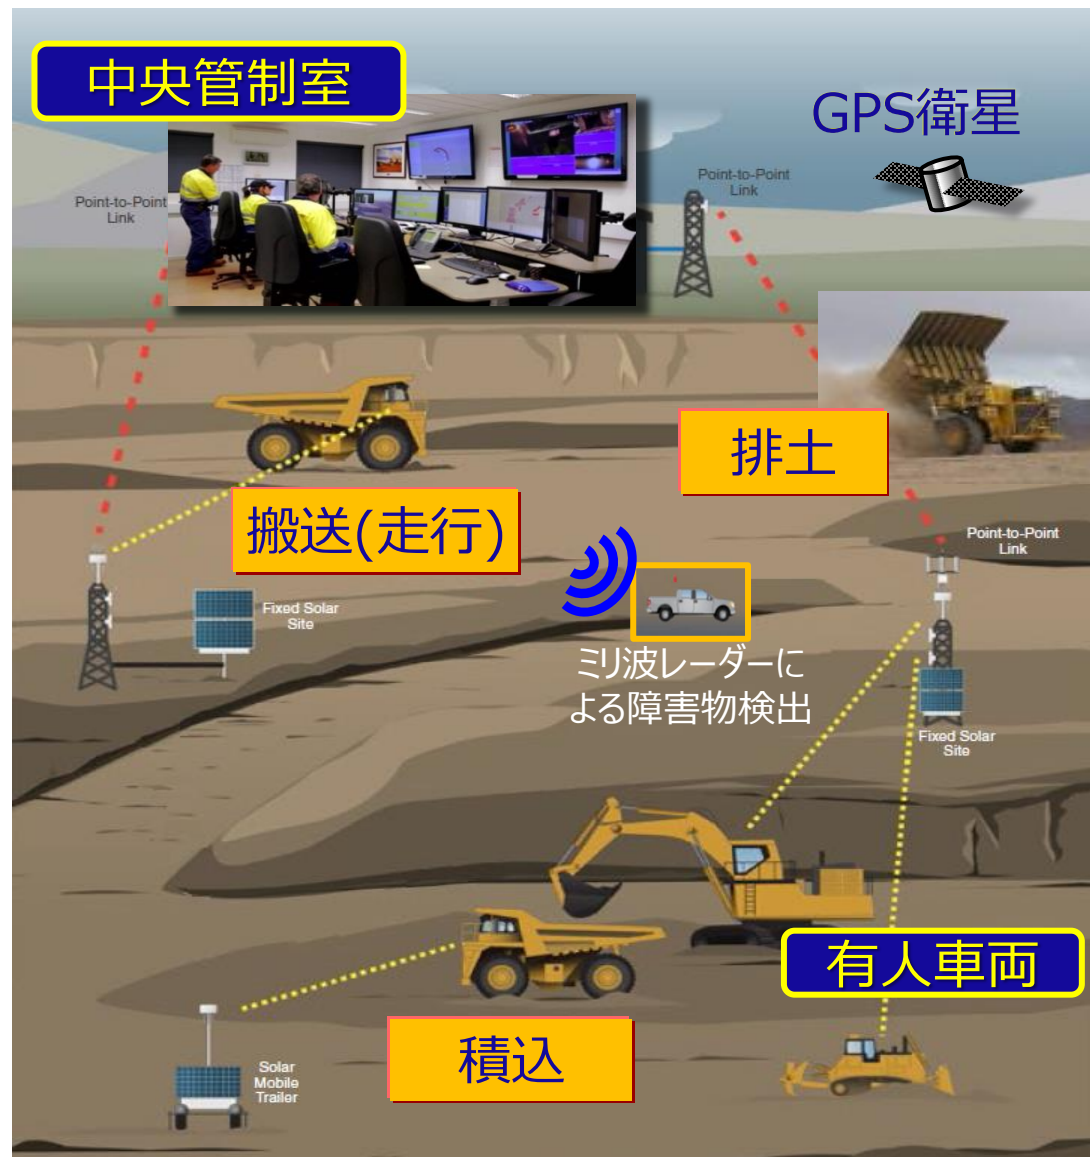 中央管制室
GPS衛星
Point-to-Point
Link
Point-to-Point
Link
排土
搬送(走行)
Point-to-Point
Link
Fixed Solar
Site
ミリ波レーダーに
よる障害物検出
Fixed Solar
Site
有人車両
積込
Solar
Mobile
Trailer